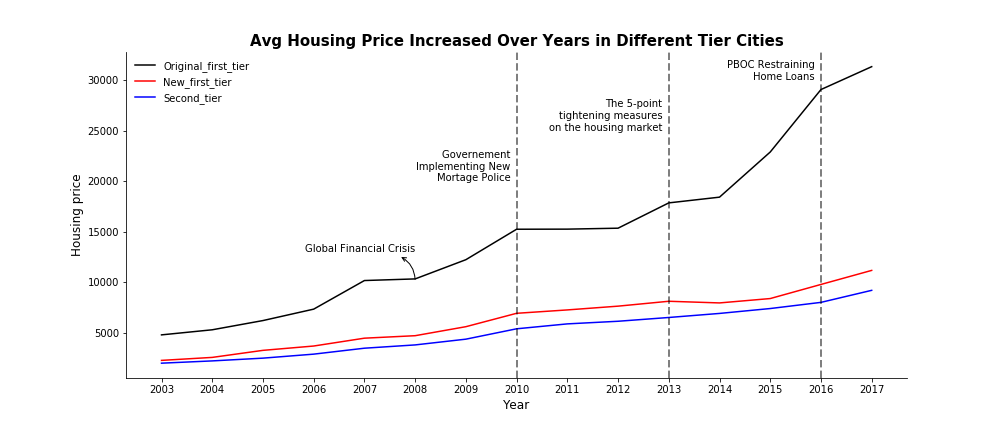 Avg Housing Price Increased Over Years in Different Tier Cities
Original_first_tier
New_first_tier
Second_tier
PBOC Restraining
Home Loans
The 5-point
tightening measures
on the housing market
Governement
Implementing New
Mortage Police
Global Financial Crisis
Housing price
30000
25000
20000
15000
10000
5000
2003 2004 2005 2006 2007 2008 2009 2010 2011 2012 2013 2014 2015 2016 2017
Year